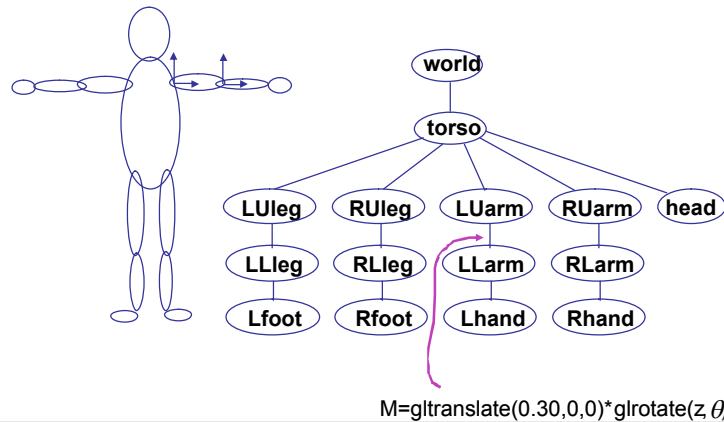 world
torso
LUleg RUleg LUarm RUarm head
LLleg RLleg LLarm RLarm
Lfoot Rfoot Lhand Rhand
M=gltranslate(0.30,0,0)*glrotate(z,θ)